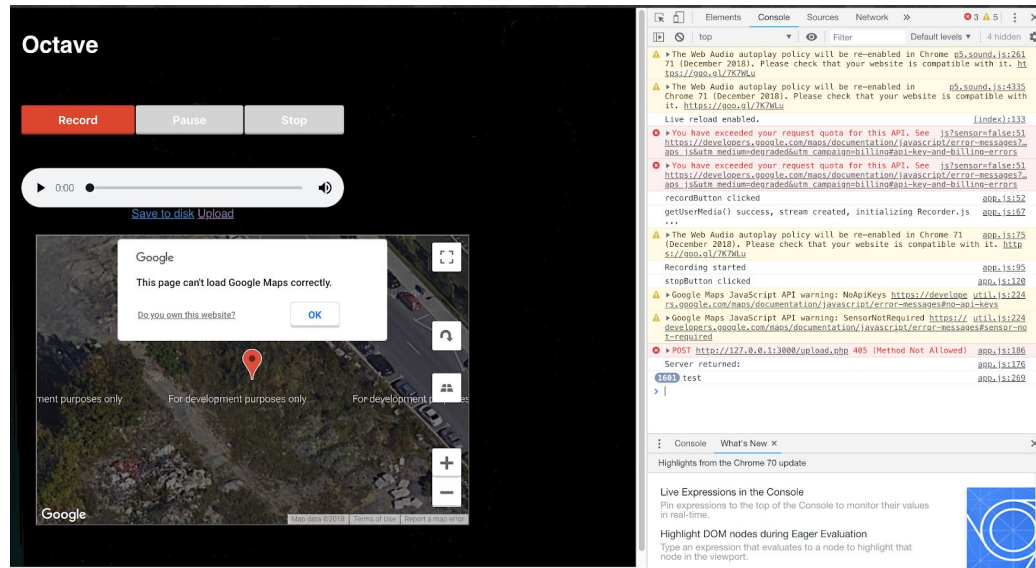 Octave
Record Pause Stop
0:00
Save to disk Upload
Google
This page can't load Google Maps correctly.
Do you own this website? OK
ment purposes only For development purposes only For development
Google
Map data ©2018 Terms of Use Report a map error
Elements Console Sources Network » 3 5
top Filter Default levels ▼ 4 hidden
The Web Audio autoplay policy will be re-enabled in Chrome p5.sound.js:261
71 (December 2018). Please check that your website is compatible with it. ht
tps://goo.gl/7K7WLu
The Web Audio autoplay policy will be re-enabled in p5.sound.js:4335
Chrome 71 (December 2018). Please check that your website is compatible with
it. https://goo.gl/7K7WLu
Live reload enabled. (index):133
You have exceeded your request quota for this API. See js?sensor=false:51
https://developers.google.com/maps/documentation/javascript/error-messages?…
aps_js&utm_medium=degraded&utm_campaign=billing#api-key-and-billing-errors
You have exceeded your request quota for this API. See js?sensor=false:51
https://developers.google.com/maps/documentation/javascript/error-messages?…
aps_js&utm_medium=degraded&utm_campaign=billing#api-key-and-billing-errors
recordButton clicked app.js:52
getUserMedia() success, stream created, initializing Recorder.js app.js:67
...
The Web Audio autoplay policy will be re-enabled in Chrome 71 app.js:75
(December 2018). Please check that your website is compatible with it. http
s://goo.gl/7K7WLu
Recording started app.js:95
stopButton clicked app.js:120
Google Maps JavaScript API warning: NoApiKeys https://develope util.js:224
rs.google.com/maps/documentation/javascript/error-messages#no-api-keys
Google Maps JavaScript API warning: SensorNotRequired https:// util.js:224
developers.google.com/maps/documentation/javascript/error-messages#sensor-no
t-required
POST http://127.0.0.1:3000/upload.php 405 (Method Not Allowed) app.js:186
Server returned: app.js:176
1601 test app.js:269
Console What's New ×
Highlights from the Chrome 70 update
Live Expressions in the Console
Pin expressions to the top of the Console to monitor their values
in real-time.
Highlight DOM nodes during Eager Evaluation
Type an expression that evaluates to a node to highlight that
node in the viewport.